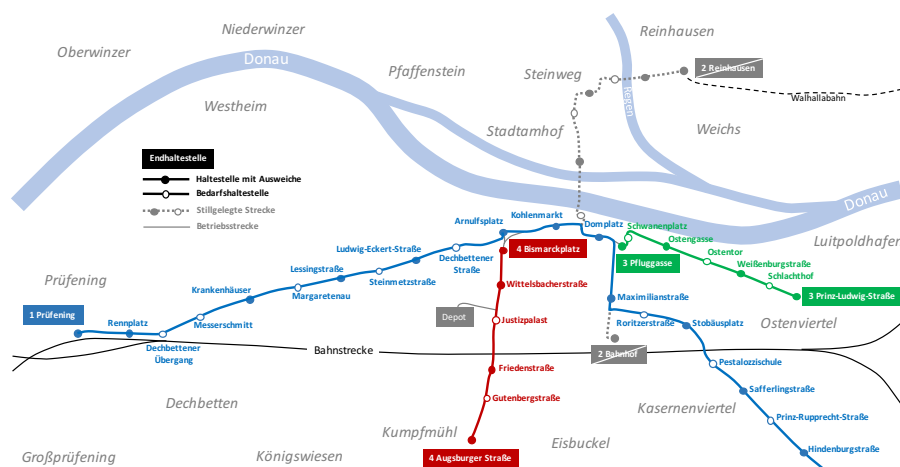 Niederwinzer
Reinhausen
Oberwinzer
Donau
Pfaffenstein
Steinweg
2 Reinhausen
Regen
Walhallabahn
Westheim
Stadtamhof
Weichs
Endhaltestelle
Haltestelle mit Ausweiche
Bedarfshaltestelle
Stillgelegte Strecke
Betriebsstrecke
Donau
Luitpoldhafen
Arnulfsplatz
Kohlenmarkt
Domplatz
Schwanenplatz
Ostengasse
Ostentor
Weißenburgstraße
Schlachthof
3 Prinz-Ludwig-Straße
3 Pfluggasse
4 Bismarckplatz
Ludwig-Eckert-Straße
Dechbettener
Straße
Steinmetzstraße
Lessingstraße
Margaretenau
Krankenhäuser
Messerschmitt
Prüfening
1 Prüfening
Rennplatz
Dechbettener
Übergang
Wittelsbacherstraße
Depot
Justizpalast
Maximilianstraße
Roritzerstraße
Stobäusplatz
Ostenviertel
Bahnstrecke
2 Bahnhof
Friedenstraße
Pestalozzischule
Gutenbergstraße
Safferlingstraße
Dechbetten
Kasernenviertel
Prinz-Rupprecht-Straße
Kumpfmühl
Eisbuckel
Hindenburgstraße
Großprüfening
Königswiesen
4 Augsburger Straße